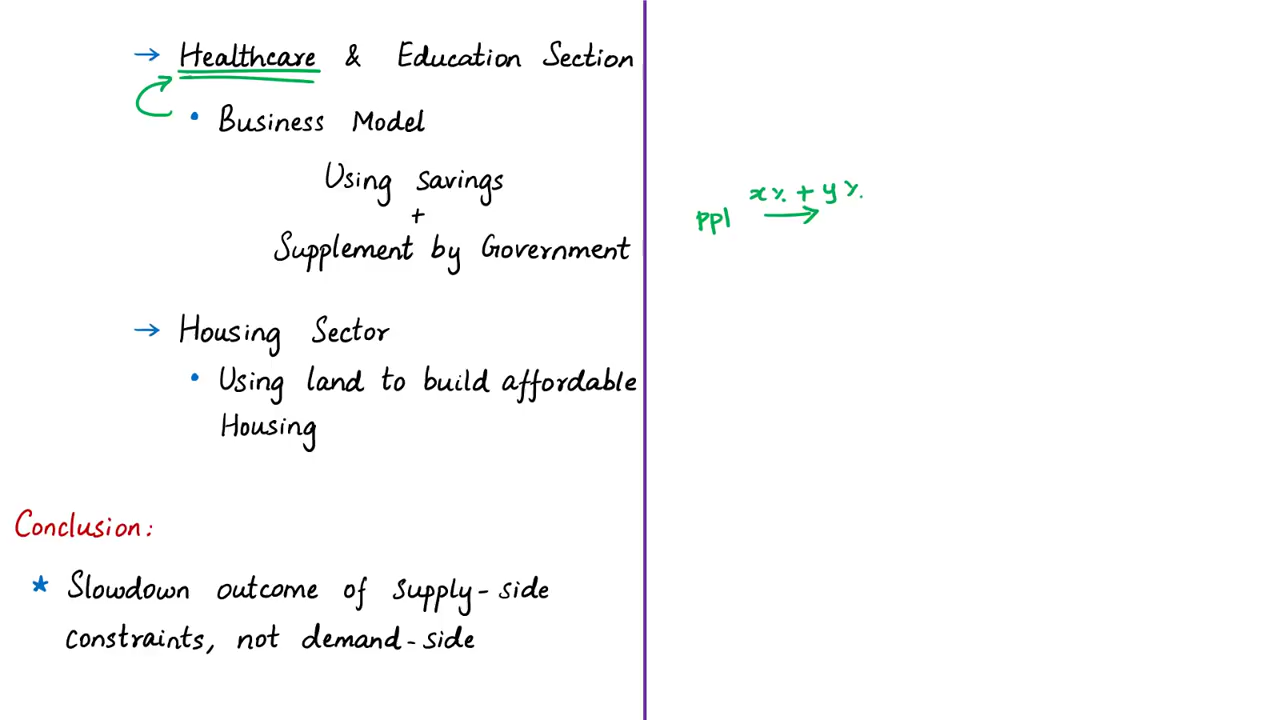 → Healthcare & Education Section
• Business Model
Using savings
+
Supplement by Government
→ Housing Sector
• Using land to build affordable
Housing
Conclusion:
★ Slowdown outcome of supply-side
constraints, not demand-side
x% + y%
ppl →